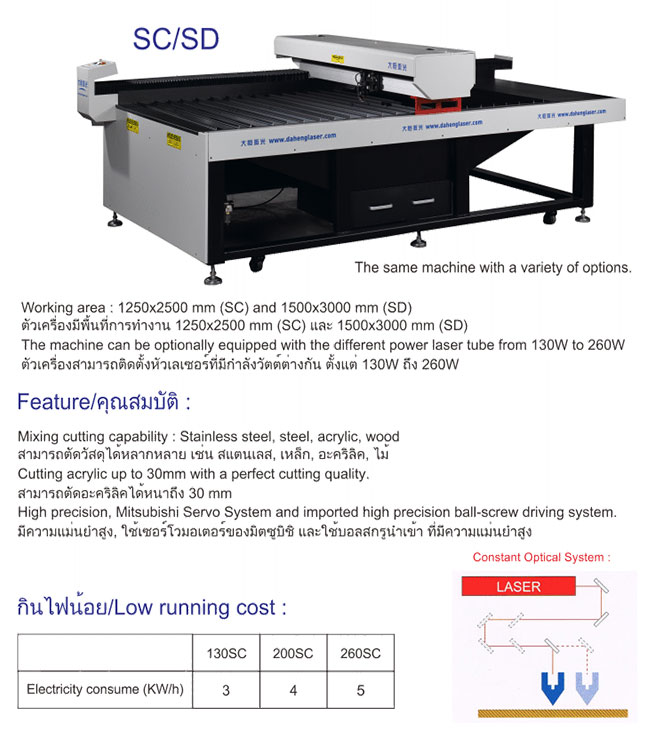 SC/SD
大恒激光 www.dahenglaser.com
大恒激光 www.dahenglaser.com
The same machine with a variety of options.
Working area : 1250x2500 mm (SC) and 1500x3000 mm (SD)
ตัวเครื่องมีพื้นที่การทำงาน 1250x2500 mm (SC) และ 1500x3000 mm (SD)
The machine can be optionally equipped with the different power laser tube from 130W to 260W
ตัวเครื่องสามารถติดตั้งหัวเลเซอร์ที่มีกำลังวัตต์ต่างกัน ตั้งแต่ 130W ถึง 260W
Feature/คุณสมบัติ :
Mixing cutting capability : Stainless steel, steel, acrylic, wood
สามารถตัดวัสดุได้หลากหลาย เช่น สแตนเลส, เหล็ก, อะคริลิค, ไม้
Cutting acrylic up to 30mm with a perfect cutting quality.
สามารถตัดอะคริลิคได้หนาถึง 30 mm
High precision, Mitsubishi Servo System and imported high precision ball-screw driving system.
มีความแม่นยำสูง, ใช้เซอร์โวมอเตอร์ของมิตซูบิชิ และใช้บอลสกรูนำเข้า ที่มีความแม่นยำสูง
Constant Optical System :
LASER
กินไฟน้อย/Low running cost :
130SC 200SC 260SC
Electricity consume (KW/h) 3 4 5